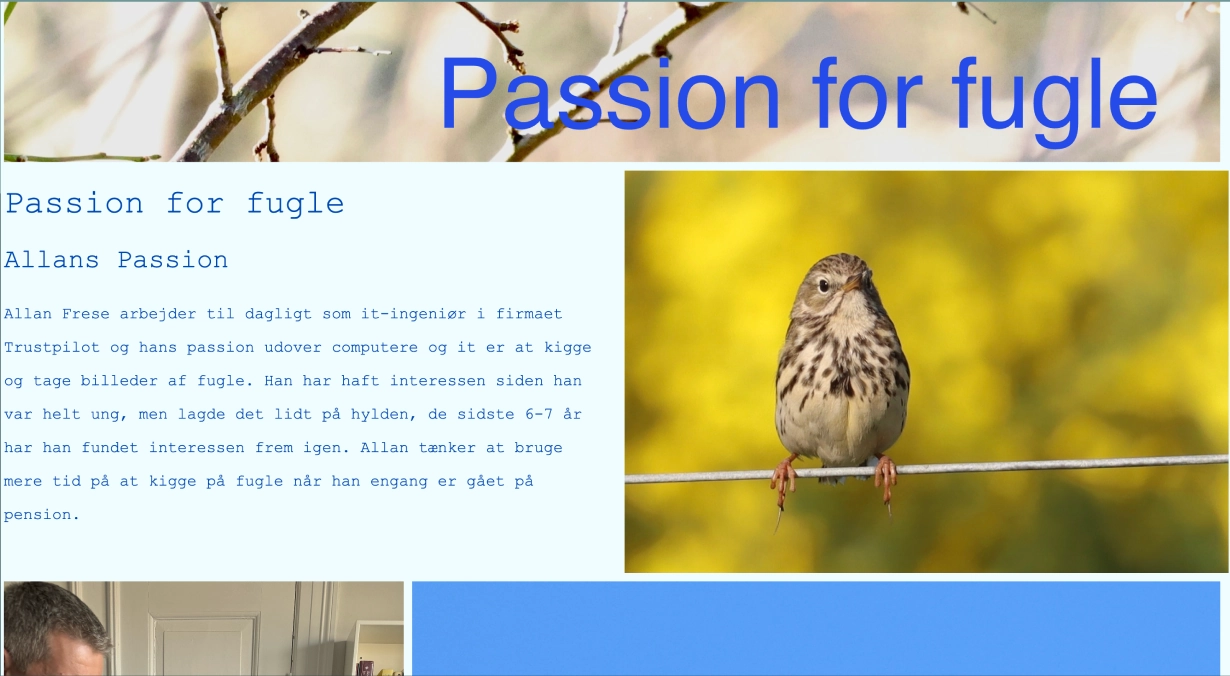 Passion for fugle
Passion for fugle
Allans Passion
Allan Frese arbejder til dagligt som it-ingeniør i firmaet
Trustpilot og hans passion udover computere og it er at kigge
og tage billeder af fugle. Han har haft interessen siden han
var helt ung, men lagde det lidt på hylden, de sidste 6-7 år
har han fundet interessen frem igen. Allan tænker at bruge
mere tid på at kigge på fugle når han engang er gået på
pension.